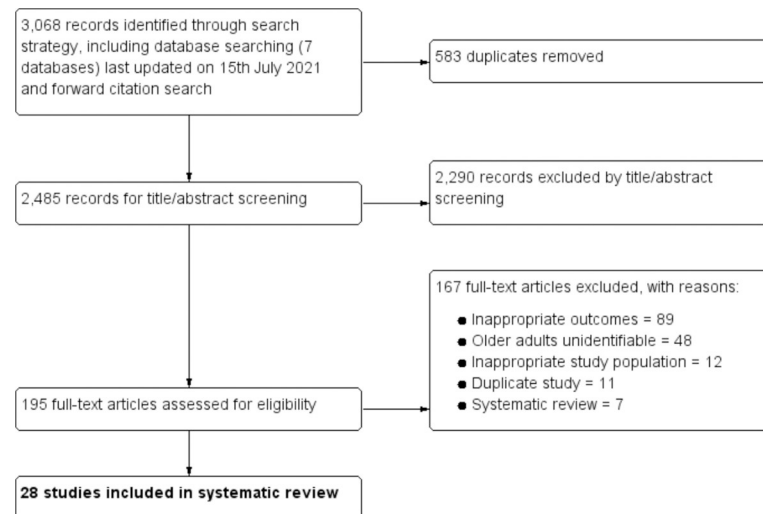 3,068 records identified through search
strategy, including database searching (7
databases) last updated on 15th July 2021
and forward citation search
583 duplicates removed
2,485 records for title/abstract screening
2,290 records excluded by title/abstract
screening
167 full-text articles excluded, with reasons:
● Inappropriate outcomes = 89
● Older adults unidentifiable = 48
● Inappropriate study population = 12
● Duplicate study = 11
● Systematic review = 7
195 full-text articles assessed for eligibility
28 studies included in systematic review